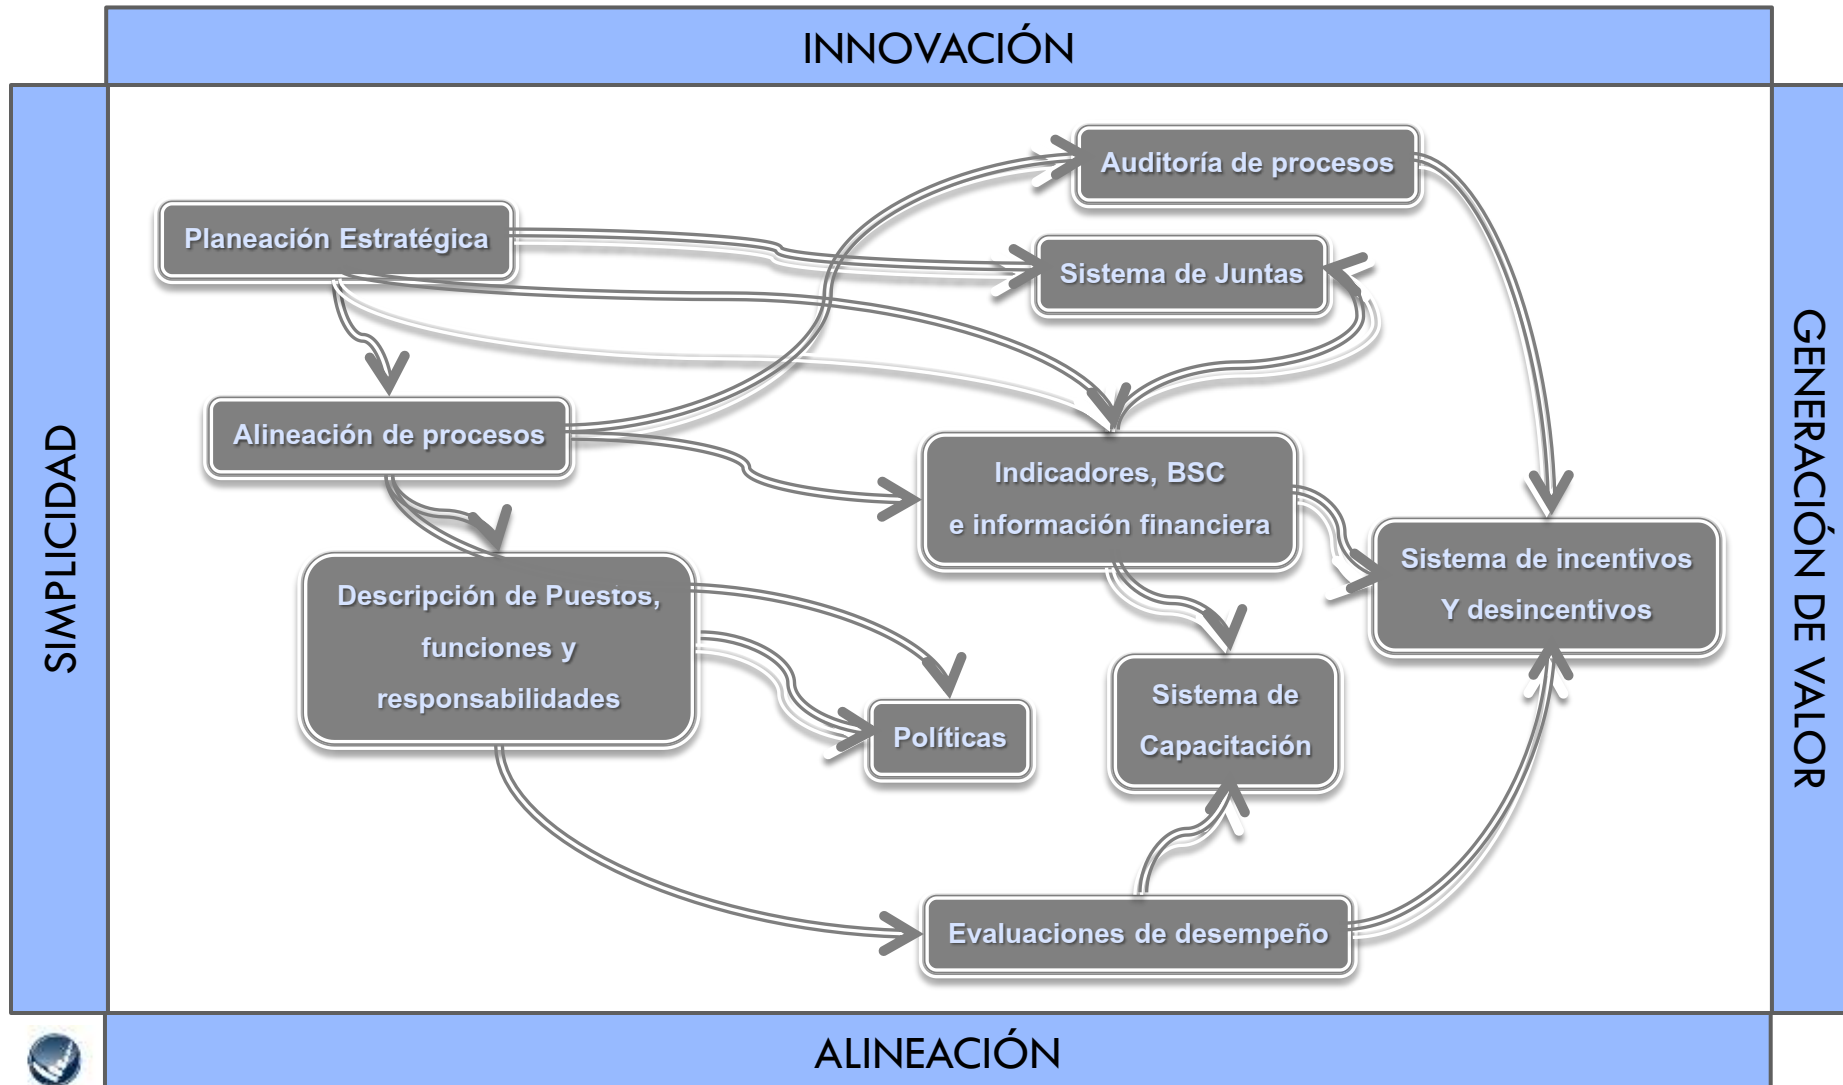 INNOVACIÓN
SIMPLICIDAD
GENERACIÓN DE VALOR
Auditoría de procesos
Planeación Estratégica
Sistema de Juntas
Alineación de procesos
Indicadores, BSC
e información financiera
Sistema de incentivos
Y desincentivos
Descripción de Puestos,
funciones y
responsabilidades
Políticas
Sistema de
Capacitación
Evaluaciones de desempeño
ALINEACIÓN